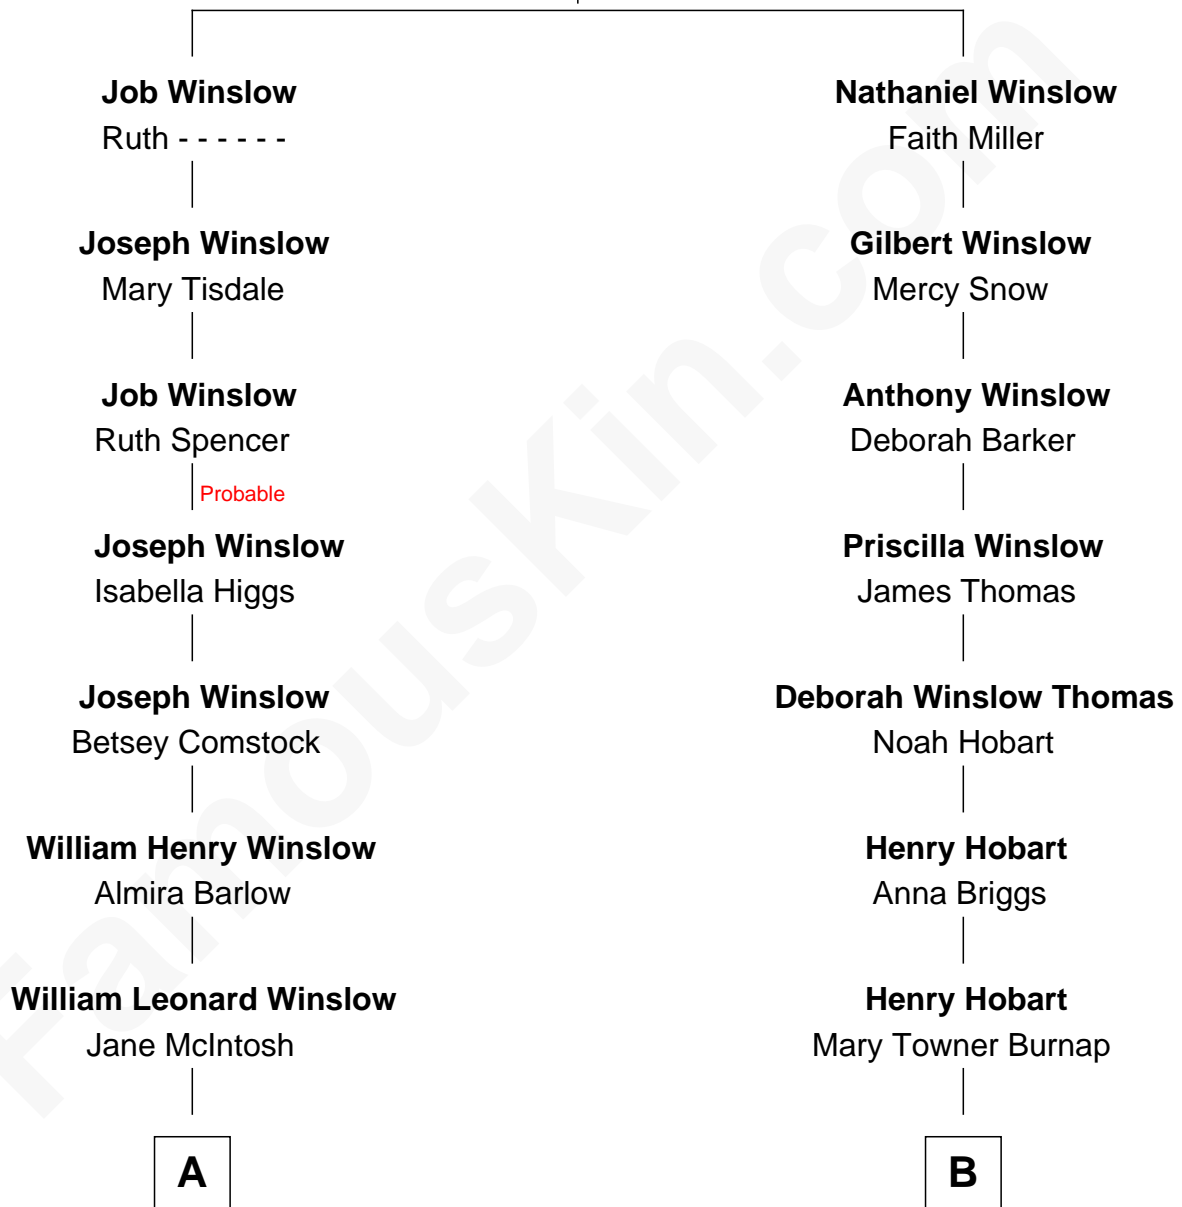 Job Winslow
Ruth - - - - - -
Nathaniel Winslow
Faith Miller
Joseph Winslow
Mary Tisdale
Gilbert Winslow
Mercy Snow
Job Winslow
Ruth Spencer
Anthony Winslow
Deborah Barker
Probable
Joseph Winslow
Isabella Higgs
Priscilla Winslow
James Thomas
Joseph Winslow
Betsey Comstock
Deborah Winslow Thomas
Noah Hobart
William Henry Winslow
Almira Barlow
Henry Hobart
Anna Briggs
William Leonard Winslow
Jane McIntosh
Henry Hobart
Mary Towner Burnap
A
B
FamousKin.com